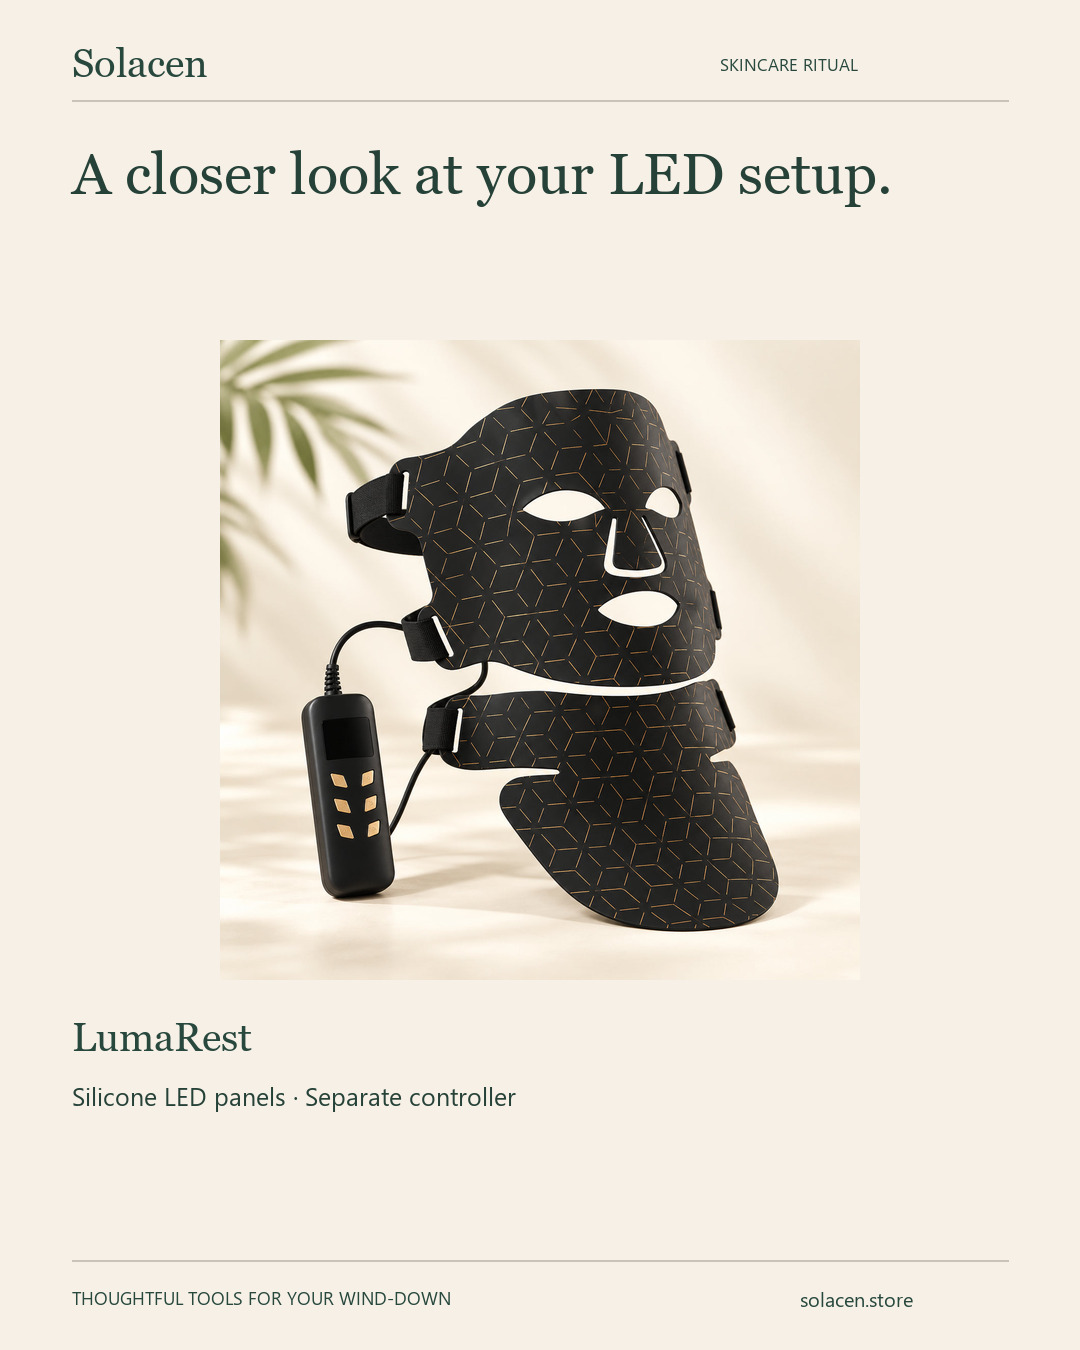 Solacen
SKINCARE RITUAL
A closer look at your LED setup.
LumaRest
Silicone LED panels · Separate controller
THOUGHTFUL TOOLS FOR YOUR WIND-DOWN
solacen.store